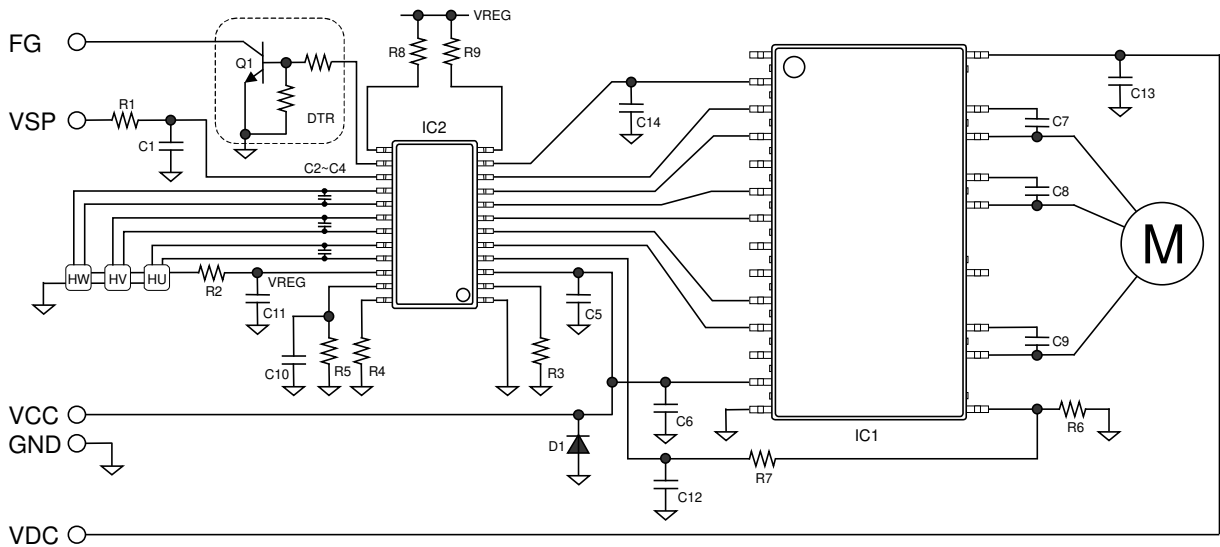 VREG
FG
R8
R9
Q1
R1
VSP
DTR
IC2
C14
C13
C1
C7
C2~C4
C8
M
HW
HV
HU
R2
VREG
C11
C5
C9
C10
R5
R4
R3
VCC
C6
R6
GND
D1
IC1
R7
C12
VDC